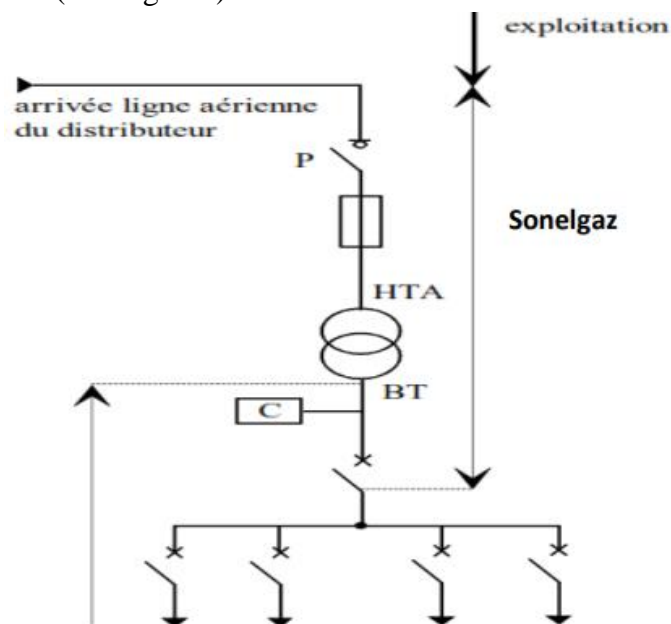 exploitation
arrivée ligne aérienne
du distributeur
P
Sonelgaz
HTA
BT
C